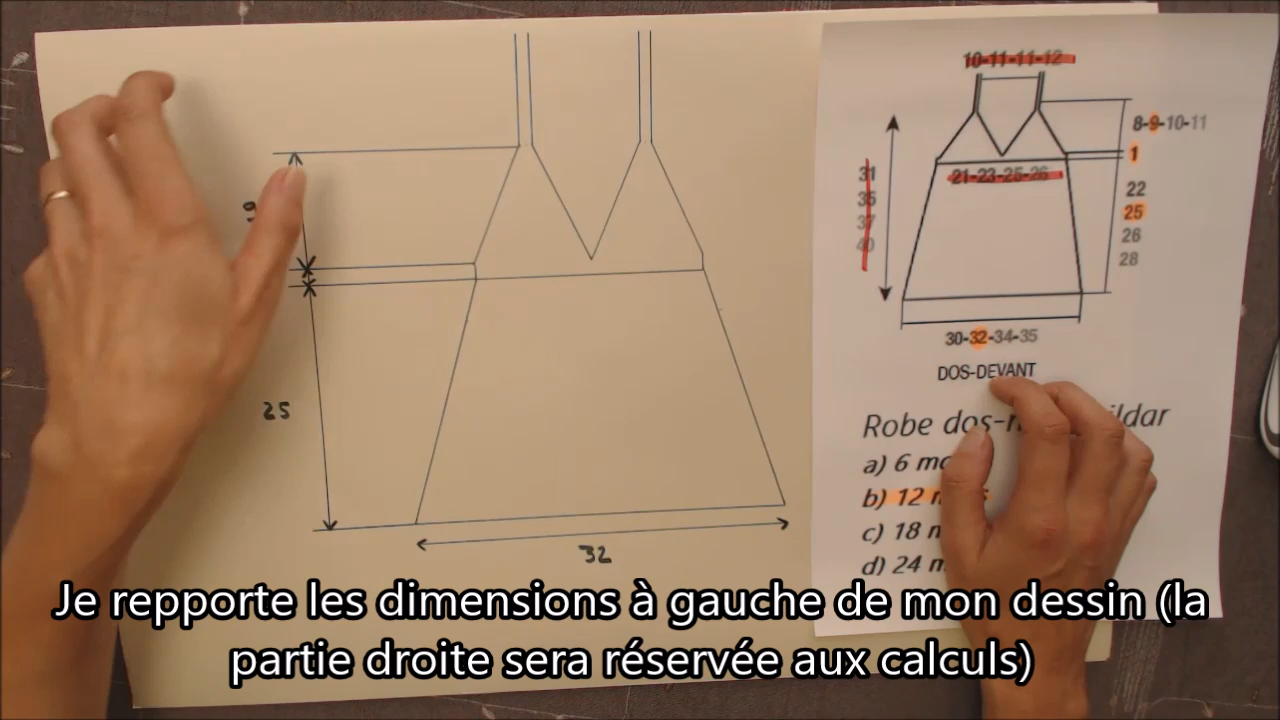 9
25
32
10-11-11-12
8-9-10-11
1
31
35
37
40
21-23-25-26
22
25
26
28
30-32-34-35
DOS-DEVANT
Robe dos-
a) 6
b) 12
c) 18
d) 24
Je repporte les dimensions à gauche de mon dessin (la
partie droite sera réservée aux calculs)